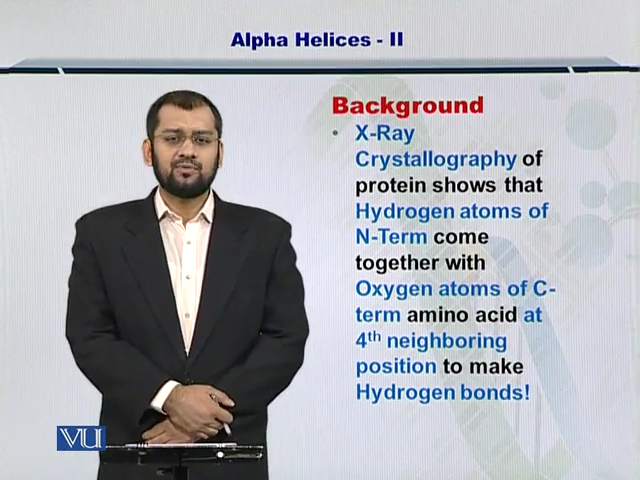 Alpha Helices - II
Background
• X-Ray
Crystallography of
protein shows that
Hydrogen atoms of
N-Term come
together with
Oxygen atoms of C-
term amino acid at
4th neighboring
position to make
Hydrogen bonds!
VU